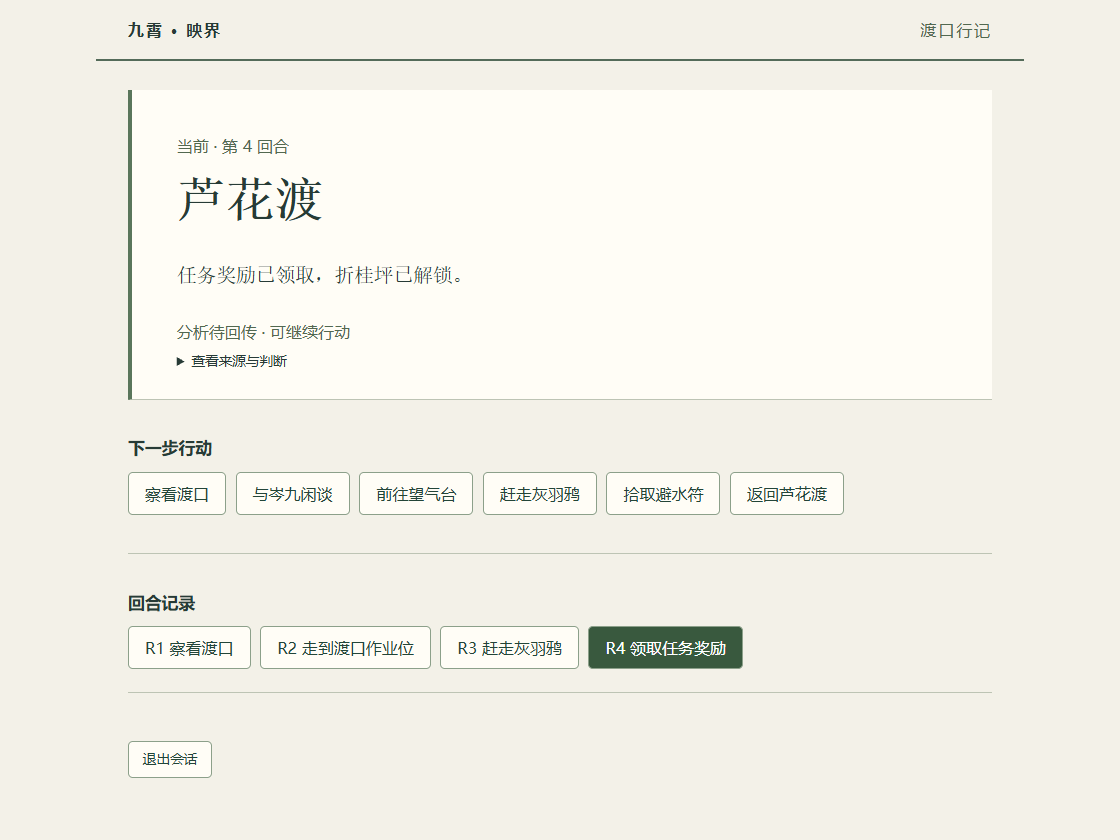 九霄 • 映界
渡口行记
当前 · 第 4 回合
芦花渡
任务奖励已领取，折桂坪已解锁。
分析待回传 · 可继续行动
▶ 查看来源与判断
下一步行动
察看渡口 与岑九闲谈 前往望气台 赶走灰羽鸦 拾取避水符 返回芦花渡
回合记录
R1 察看渡口 R2 走到渡口作业位 R3 赶走灰羽鸦 R4 领取任务奖励
退出会话